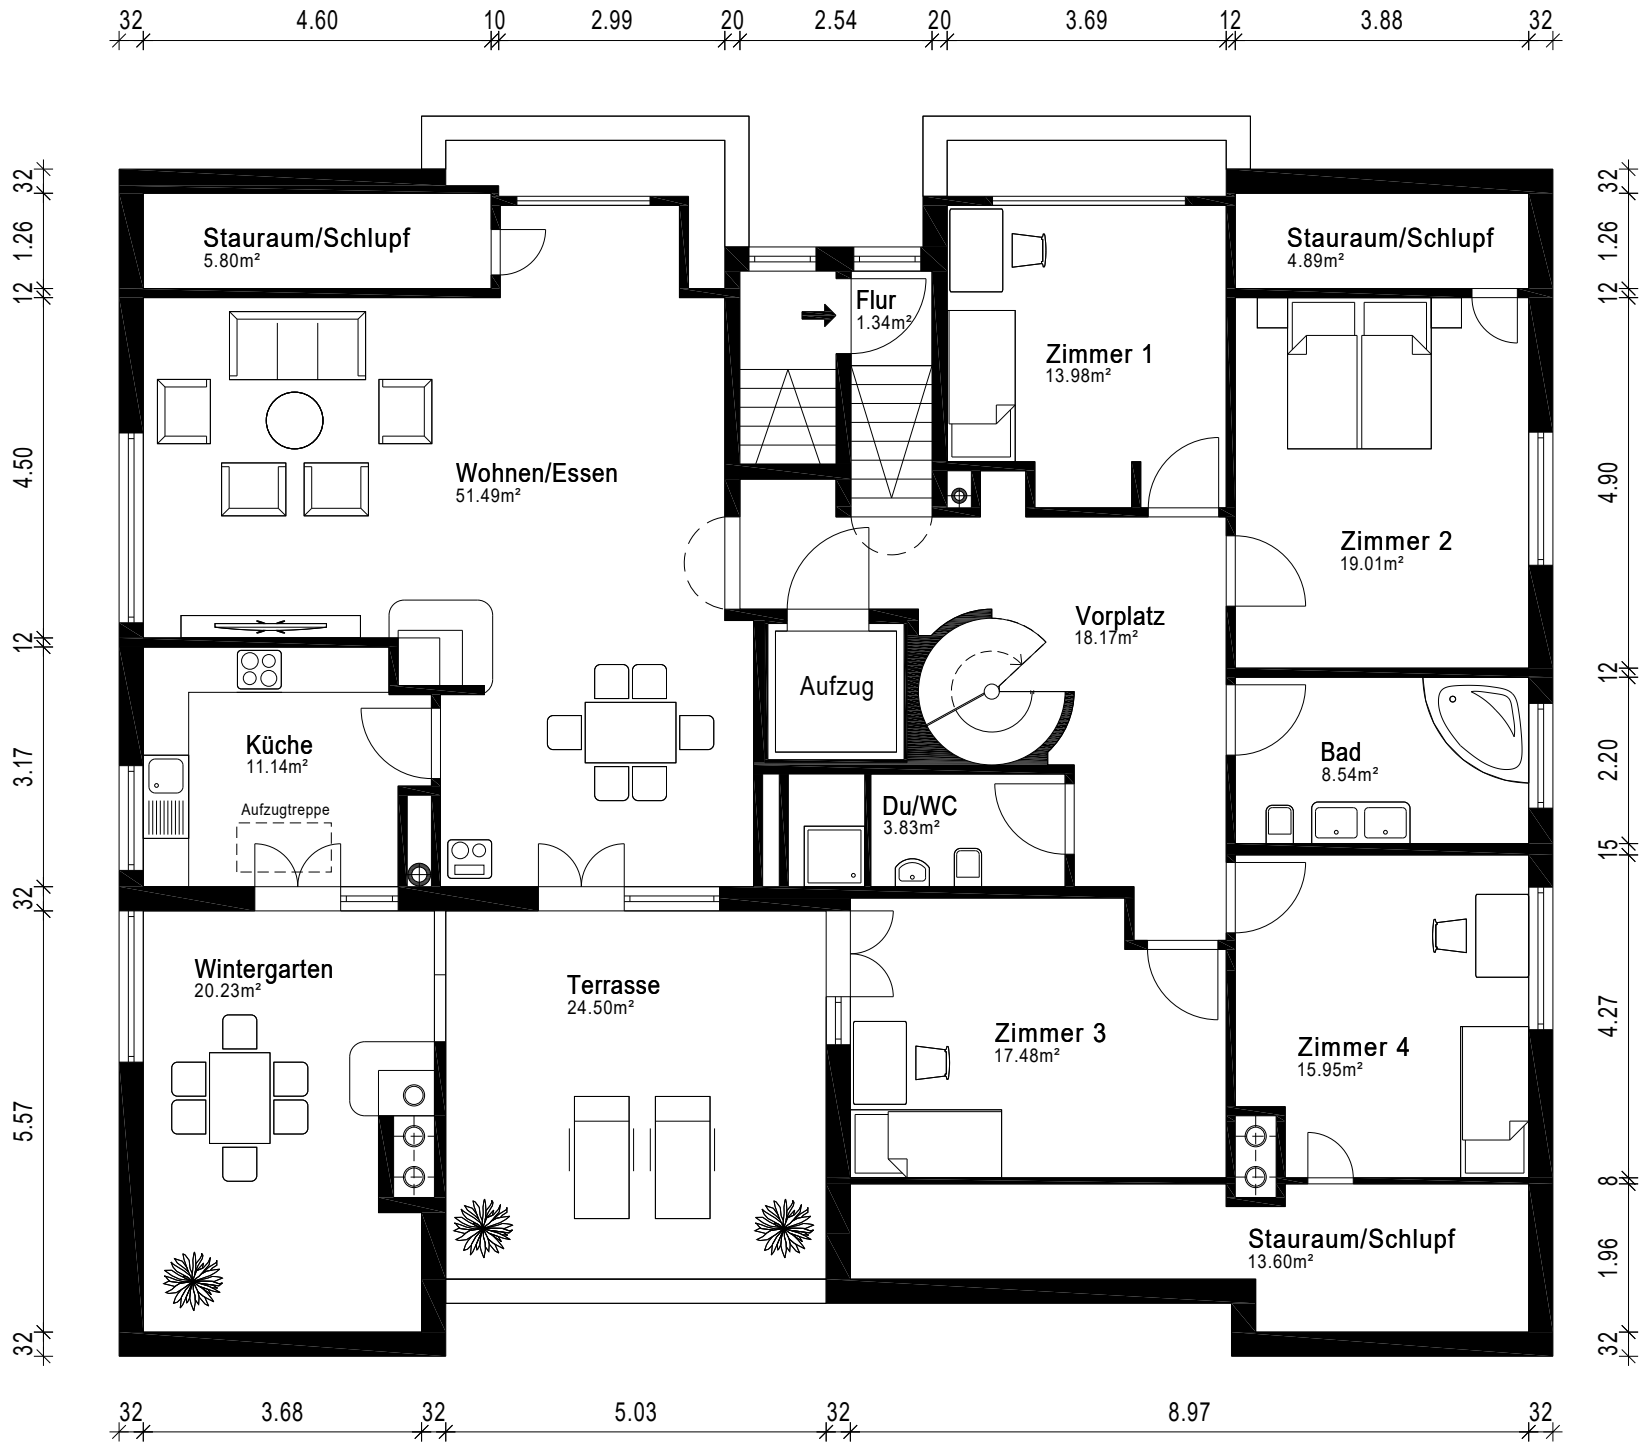 32 4.60 10 2.99 20 2.54 20 3.69 12 3.88 32
32
1.26
12
4.50
12
3.17
32
5.57
32
Stauraum/Schlupf
5.80m²
Flur
1.34m²
Stauraum/Schlupf
4.89m²
Zimmer 1
13.98m²
Wohnen/Essen
51.49m²
Zimmer 2
19.01m²
Vorplatz
18.17m²
Aufzug
Küche
11.14m²
Aufzugtreppe
Du/WC
3.83m²
Bad
8.54m²
Wintergarten
20.23m²
Terrasse
24.50m²
Zimmer 3
17.48m²
Zimmer 4
15.95m²
Stauraum/Schlupf
13.60m²
32
1.26
12
4.90
12
2.20
15
4.27
8
1.96
32
32 3.68 32 5.03 32 8.97 32